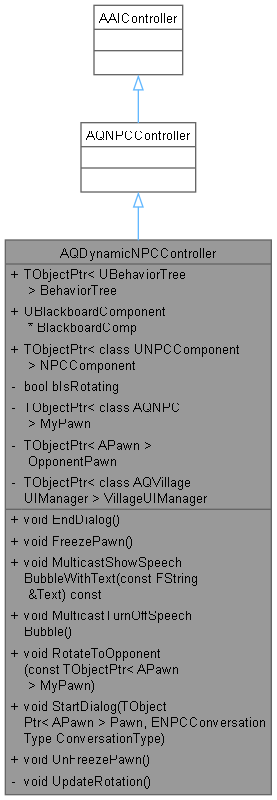 AAIController
AQNPCController
AQDynamicNPCController
+ TObjectPtr< UBehaviorTree
> BehaviorTree
+ UBlackboardComponent
* BlackboardComp
+ TObjectPtr< class UNPCComponent
> NPCComponent
- bool bIsRotating
- TObjectPtr< class AQNPC
> MyPawn
- TObjectPtr< APawn >
OpponentPawn
- TObjectPtr< class AQVillage
UIManager > VillageUIManager
+ void EndDialog()
+ void FreezePawn()
+ void MulticastShowSpeech
BubbleWithText(const FString
&Text) const
+ void MulticastTurnOffSpeech
Bubble()
+ void RotateToOpponent
(const TObjectPtr< APawn
> MyPawn)
+ void StartDialog(TObject
Ptr< APawn > Pawn, ENPCConversation
Type ConversationType)
+ void UnFreezePawn()
- void UpdateRotation()